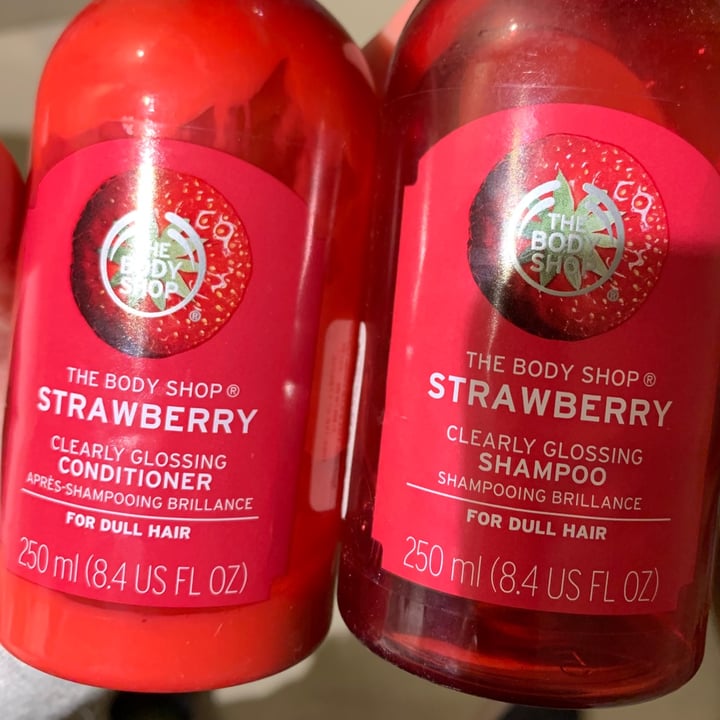 THE
BODY
SHOP
®
THE BODY SHOP®
STRAWBERRY
CLEARLY GLOSSING
CONDITIONER
APRÈS-SHAMPOOING BRILLANCE
FOR DULL HAIR
250 ml (8.4 US FL OZ)
THE
BODY
SHOP
®
THE BODY SHOP®
STRAWBERRY
CLEARLY GLOSSING
SHAMPOO
SHAMPOOING BRILLANCE
FOR DULL HAIR
250 ml (8.4 US FL OZ)